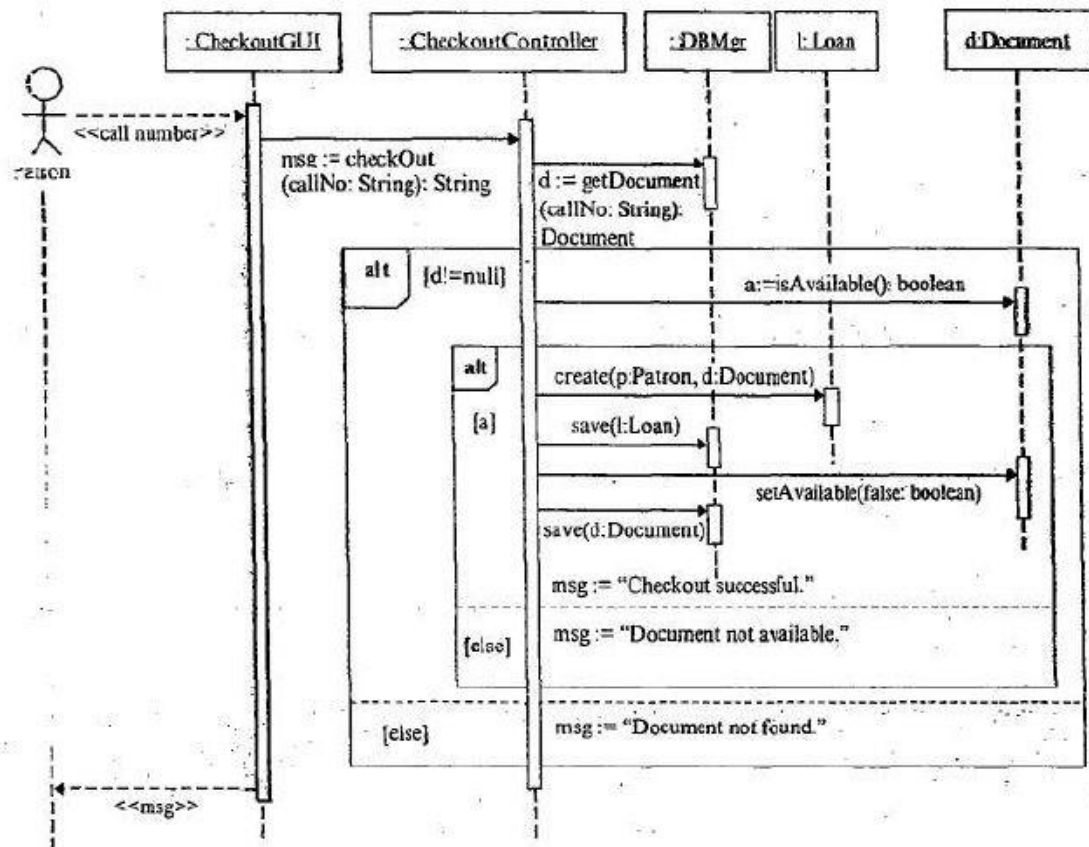 : CheckoutGUI
: CheckoutController
: DBMgr
l: Loan
d:Document
<<call number>>
msg := checkOut
(callNo: String): String
d := getDocument
(callNo: String):
Document
alt
[d!=null]
a:=isAvailable(): boolean
alt
create(p:Patron, d:Document)
[a]
save(l:Loan)
setAvailable(false: boolean)
save(d:Document)
msg := “Checkout successful.”
[else]
msg := “Document not available.”
[else]
msg := “Document not found.”
<<msg>>